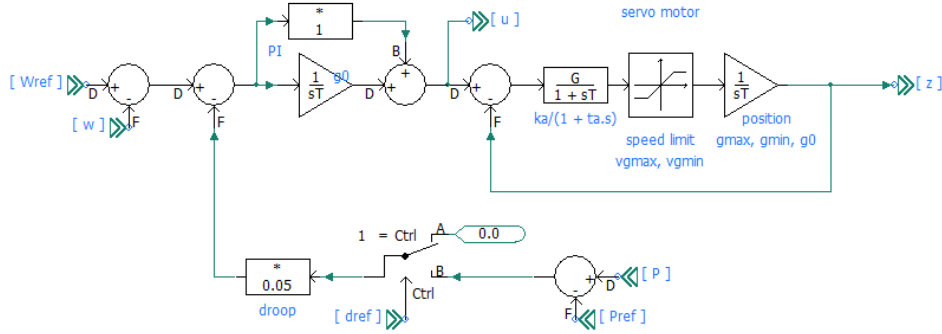 *
1
[ u ]
servo motor
PI
B
+
+
g0
[ Wref ]
D
+
-
F
[ w ]
D
+
-
F
1
sT
D
D
+
-
F
G
1 + sT
ka/(1 + ta.s)
speed limit
vgmax, vgmin
1
sT
position
gmax, gmin, g0
[ z ]
1 = Ctrl
A
0.0
B
Ctrl
*
0.05
droop
[ dref ]
+
-
D
[ P ]
F
[ Pref ]